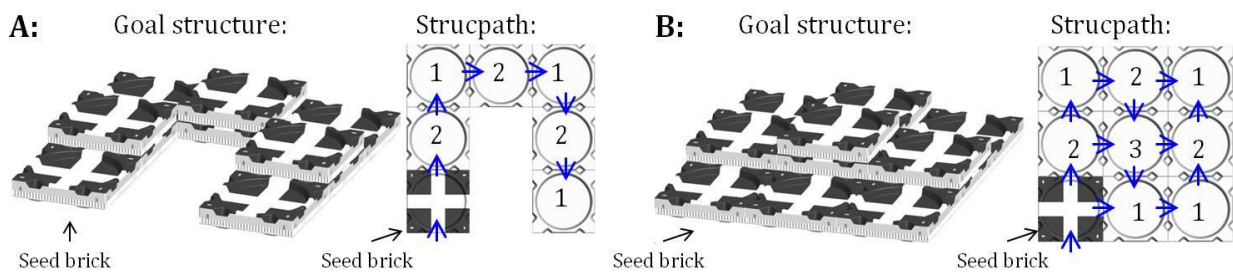 A: Goal structure: Strucpath: B: Goal structure: Strucpath:
1 2 1 1 2 1
2 2 2 3 2
1 1 1
Seed brick Seed brick Seed brick Seed brick